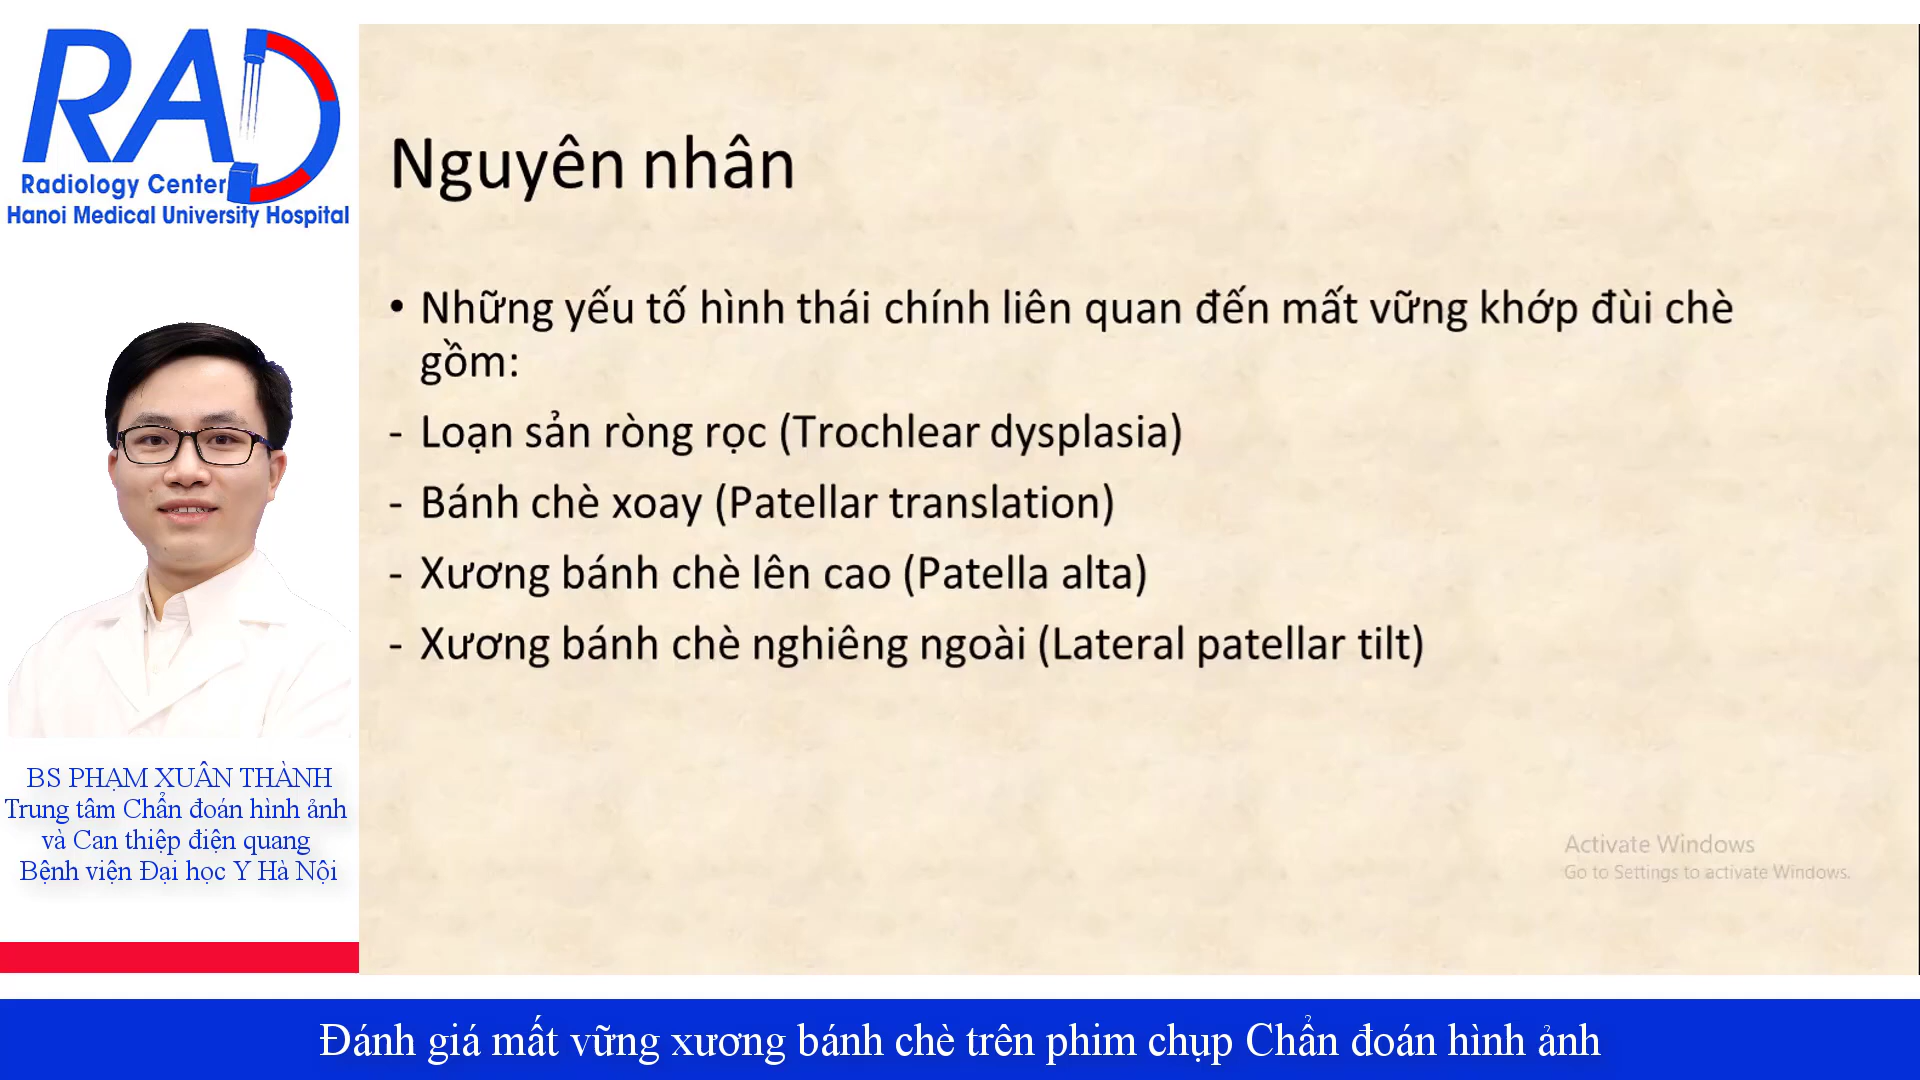 RAD
Radiology Center
Hanoi Medical University Hospital
BS PHẠM XUÂN THÀNH
Trung tâm Chẩn đoán hình ảnh
và Can thiệp điện quang
Bệnh viện Đại học Y Hà Nội
Nguyên nhân
• Những yếu tố hình thái chính liên quan đến mất vững khớp đùi chè
gồm:
- Loạn sản ròng rọc (Trochlear dysplasia)
- Bánh chè xoay (Patellar translation)
- Xương bánh chè lên cao (Patella alta)
- Xương bánh chè nghiêng ngoài (Lateral patellar tilt)
Activate Windows
Go to Settings to activate Windows.
Đánh giá mất vững xương bánh chè trên phim chụp Chẩn đoán hình ảnh